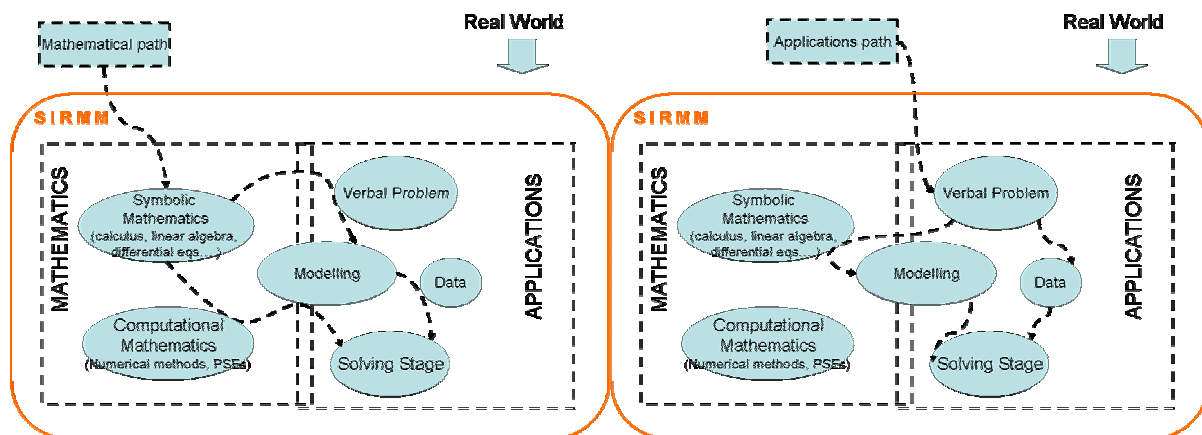 Real World
Mathematical path
SIRMM
MATHEMATICS
APPLICATIONS
Verbal Problem
Symbolic
Mathematics
(calculus, linear algebra,
differential eqs....)
Modelling
Data
Computational
Mathematics
(Numerical methods, PSEs)
Solving Stage
Real World
Applications path
SIRMM
MATHEMATICS
APPLICATIONS
Verbal Problem
Symbolic
Mathematics
(calculus, linear algebra,
differential eqs....)
Modelling
Data
Computational
Mathematics
(Numerical methods, PSEs)
Solving Stage